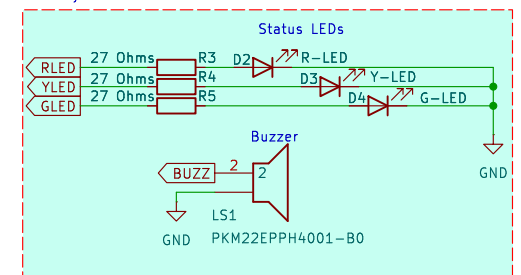 Status LEDs
RLED 27 Ohms R3 D2 R-LED
YLED 27 Ohms R4 D3 Y-LED
GLED 27 Ohms R5 D4 G-LED
GND
Buzzer
BUZZ 2 2
GND
LS1
PKM22EPPH4001-B0